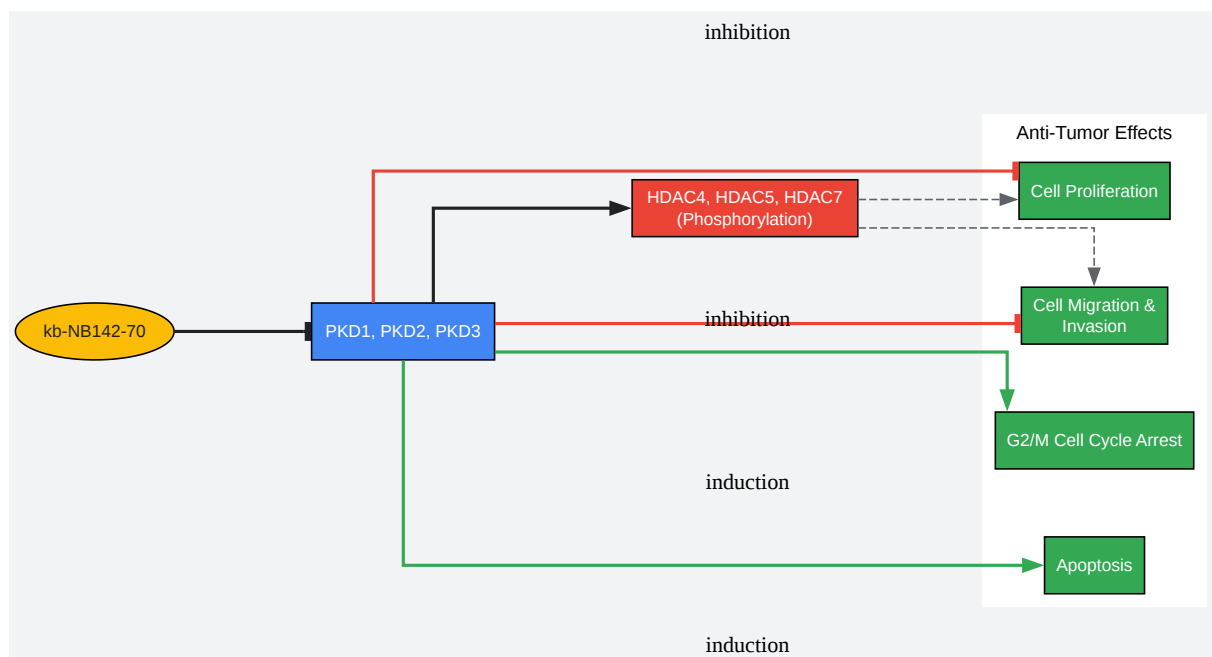 inhibition
Anti-Tumor Effects
Cell Proliferation
HDAC4, HDAC5, HDAC7
(Phosphorylation)
Cell Migration &
Invasion
inhibition
kb-NB142-70
PKD1, PKD2, PKD3
G2/M Cell Cycle Arrest
induction
Apoptosis
induction